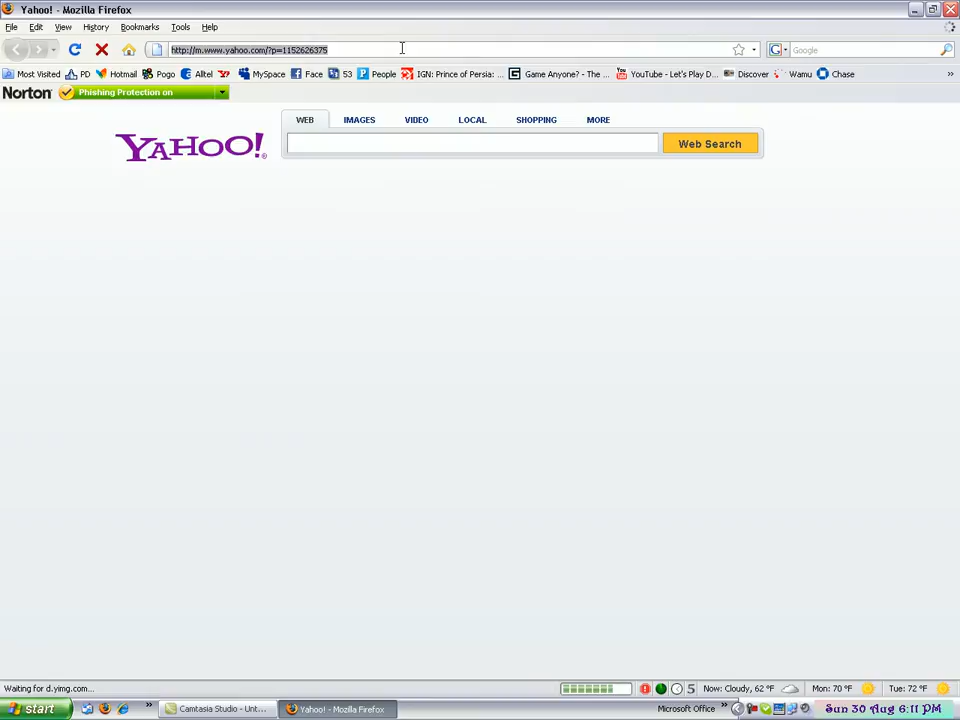 Yahoo! - Mozilla Firefox
File Edit View History Bookmarks Tools Help
http://m.www.yahoo.com/?p=1152626375 Google
Most Visited PD Hotmail Pogo Alltel MySpace Face 53 People IGN: Prince of Persia: ... Game Anyone? - The ... YouTube - Let's Play D... Discover Wamu Chase »
Norton Phishing Protection on
WEB IMAGES VIDEO LOCAL SHOPPING MORE
YAHOO!® Web Search
Waiting for d.yimg.com... 5 Now: Cloudy, 62 °F Mon: 70 °F Tue: 72 °F
start » Camtasia Studio - Unt... Yahoo! - Mozilla Firefox Microsoft Office » Sun 30 Aug 6:11 PM